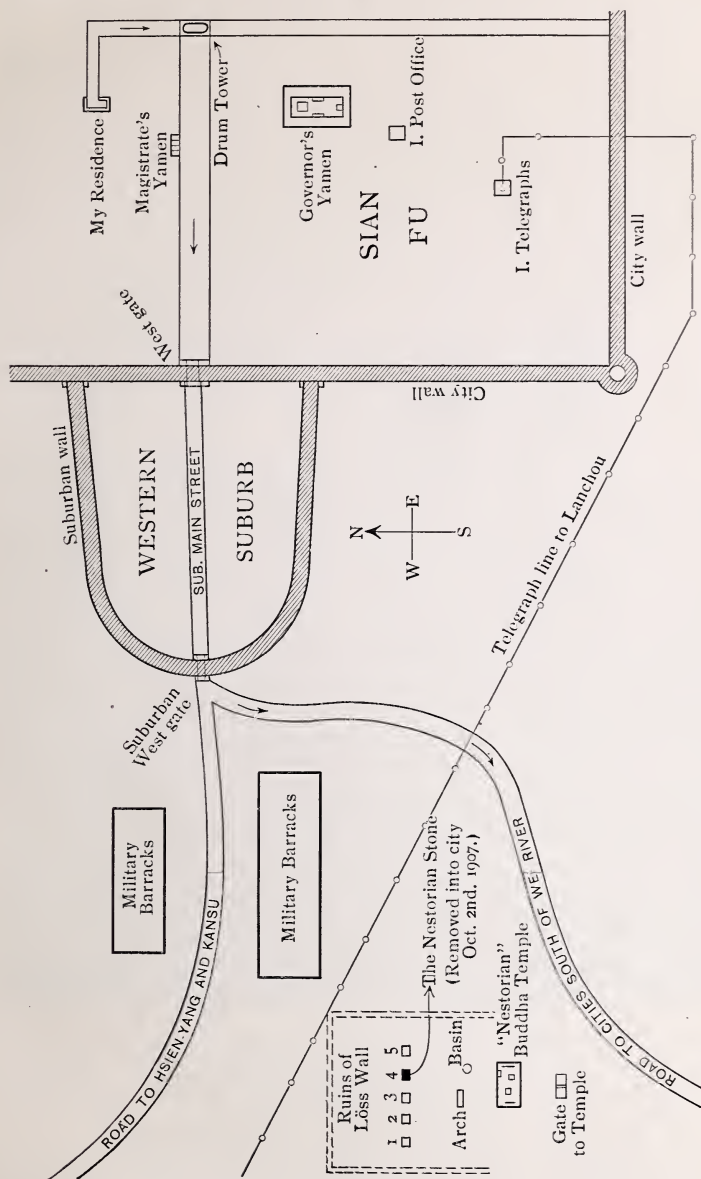 My Residence
Magistrate's
Yamen
Drum Tower
Governor's
Yamen
I. Post Office
SIAN
FU
I. Telegraphs
City wall
West gate
City wall
Suburban wall
WESTERN
SUB. MAIN STREET
SUBURB
N
W
E
S
Telegraph line to Lanchou
Suburban
West gate
Military
Barracks
Military Barracks
ROAD TO HSIEN-YANG AND KANSU
ROAD TO CITIES SOUTH OF WEI RIVER
The Nestorian Stone
(Removed into city
Oct. 2nd. 1907.)
Ruins of
Löss Wall
1 2 3 4 5
Arch
Basin
"Nestorian"
Buddha Temple
Gate
to Temple